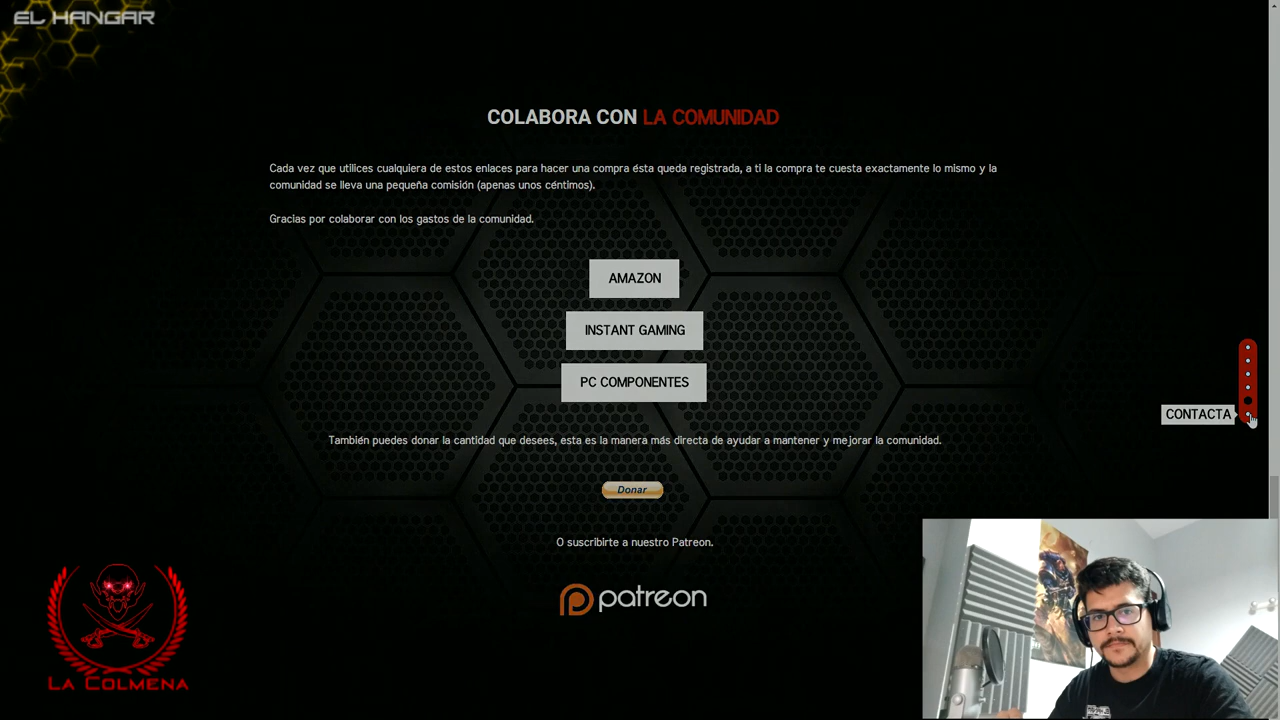 EL HANGAR
COLABORA CON LA COMUNIDAD
Cada vez que utilices cualquiera de estos enlaces para hacer una compra ésta queda registrada, a ti la compra te cuesta exactamente lo mismo y la
comunidad se lleva una pequeña comisión (apenas unos céntimos).
Gracias por colaborar con los gastos de la comunidad.
AMAZON
INSTANT GAMING
PC COMPONENTES
CONTACTA
También puedes donar la cantidad que desees, esta es la manera más directa de ayudar a mantener y mejorar la comunidad.
Donar
O suscribirte a nuestro Patreon.
patreon
LA COLMENA